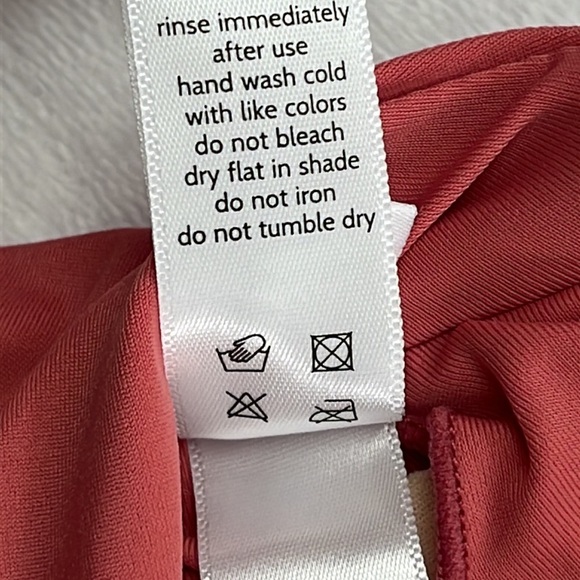 rinse immediately
after use
hand wash cold
with like colors
do not bleach
dry flat in shade
do not iron
do not tumble dry